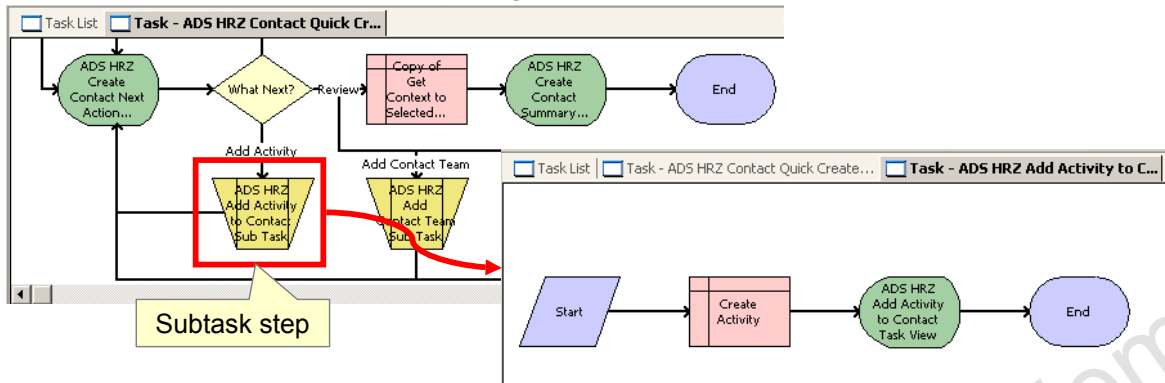 Task List
Task - ADS HRZ Contact Quick Cr...
ADS HRZ
Create
Contact Next
Action...
What Next?
Review
Copy of
Get
Context to
Selected...
ADS HRZ
Create
Contact
Summary...
End
Add Activity
Add Contact Team
ADS HRZ
Add Activity
to Contact
Sub Task
ADS HRZ
Add
Contact Team
Sub Task
Subtask step
Task List
Task - ADS HRZ Contact Quick Create...
Task - ADS HRZ Add Activity to C...
Start
Create
Activity
ADS HRZ
Add Activity
to Contact
Task View
End